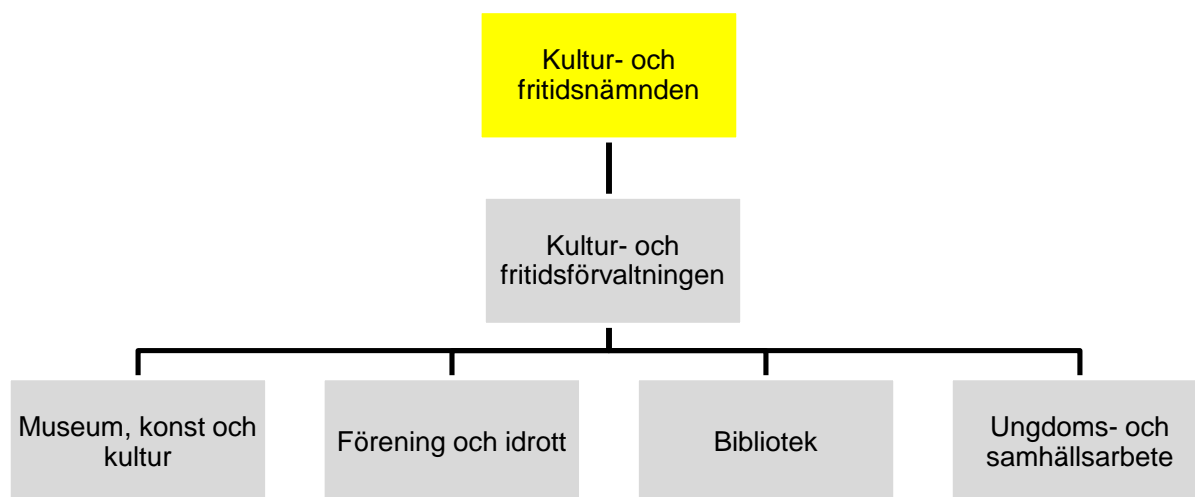 Kultur- och
fritidsnämnden
Kultur- och
fritidsförvaltningen
Museum, konst och
kultur
Förening och idrott
Bibliotek
Ungdoms- och
samhällsarbete